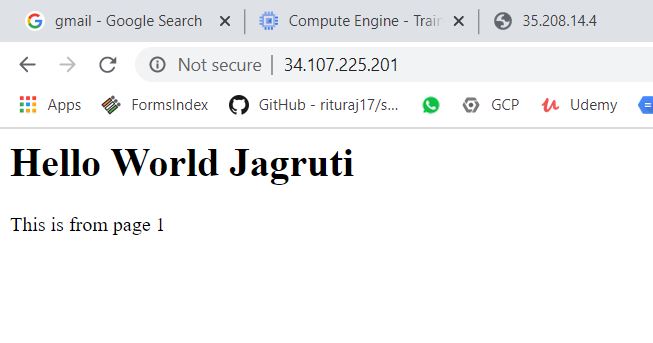 gmail - Google Search
Compute Engine - Train
35.208.14.4
Not secure | 34.107.225.201
Apps
FormsIndex
GitHub - rituraj17/s...
GCP
Udemy
Hello World Jagruti
This is from page 1